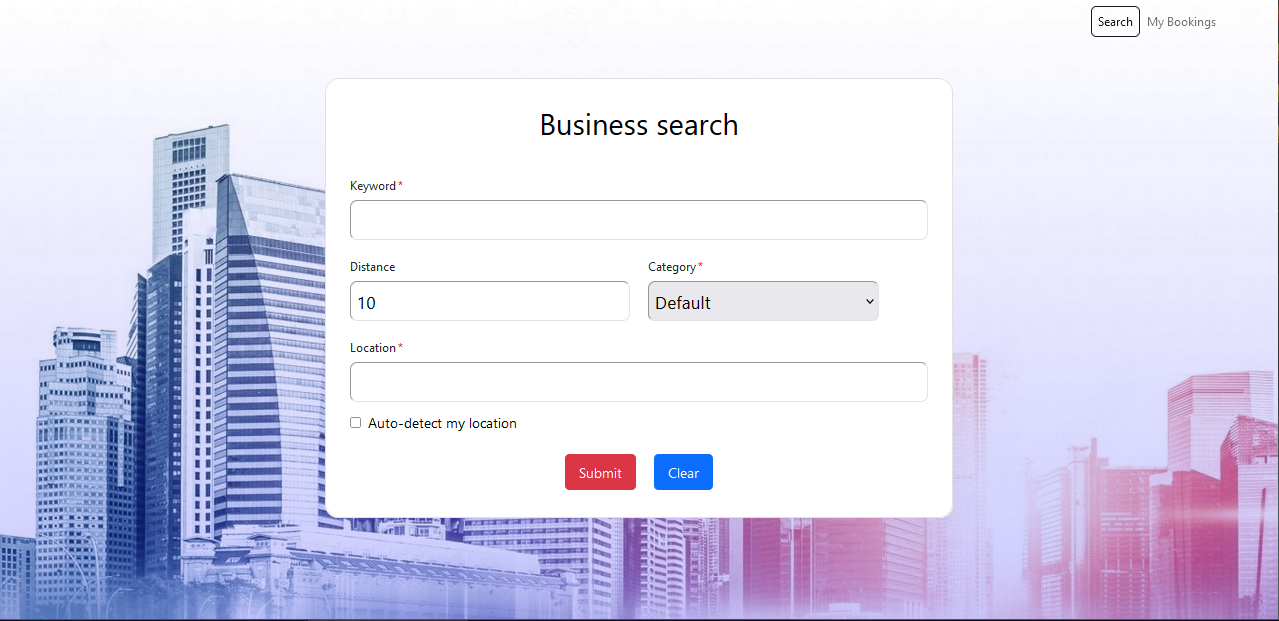 Search My Bookings
Business search
Keyword*
Distance Category*
10 Default
Location*
Auto-detect my location
Submit Clear